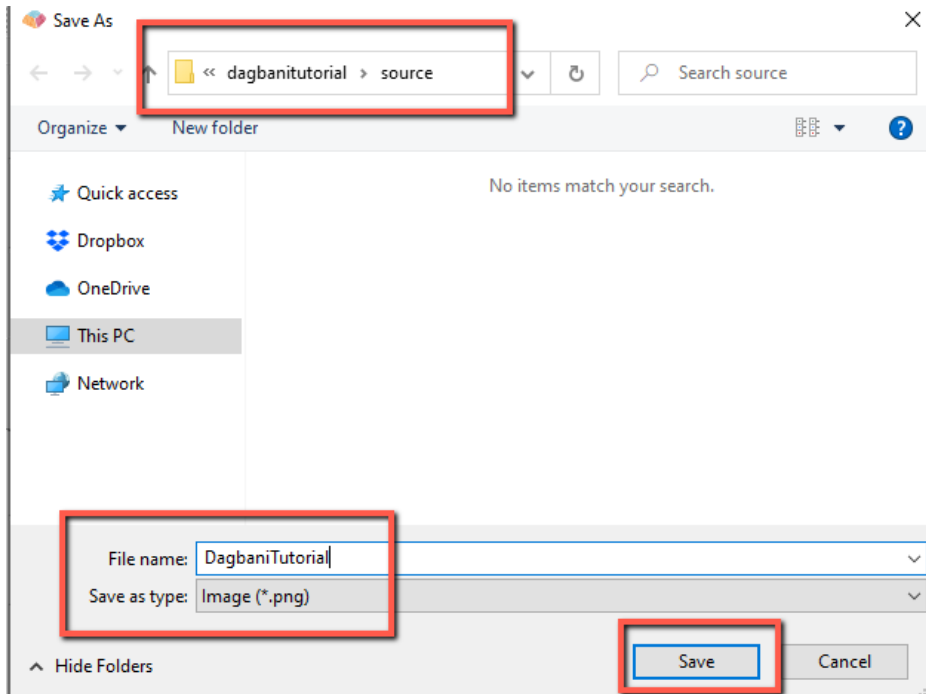 Save As
« dagbanitutorial > source
Search source
Organize
New folder
Quick access
No items match your search.
Dropbox
OneDrive
This PC
Network
File name: DagbaniTutorial
Save as type: Image (*.png)
Hide Folders
Save
Cancel